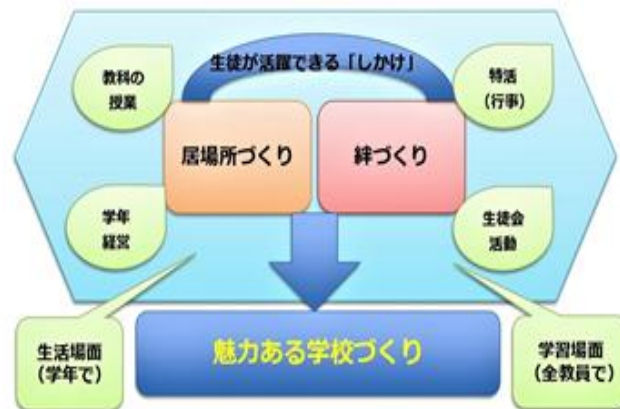 生徒が活躍できる「しかけ」
教科の
授業
特活
（行事）
居場所づくり
絆づくり
学年
経営
生徒会
活動
生活場面
（学年で）
魅力ある学校づくり
学習場面
（全教員で）